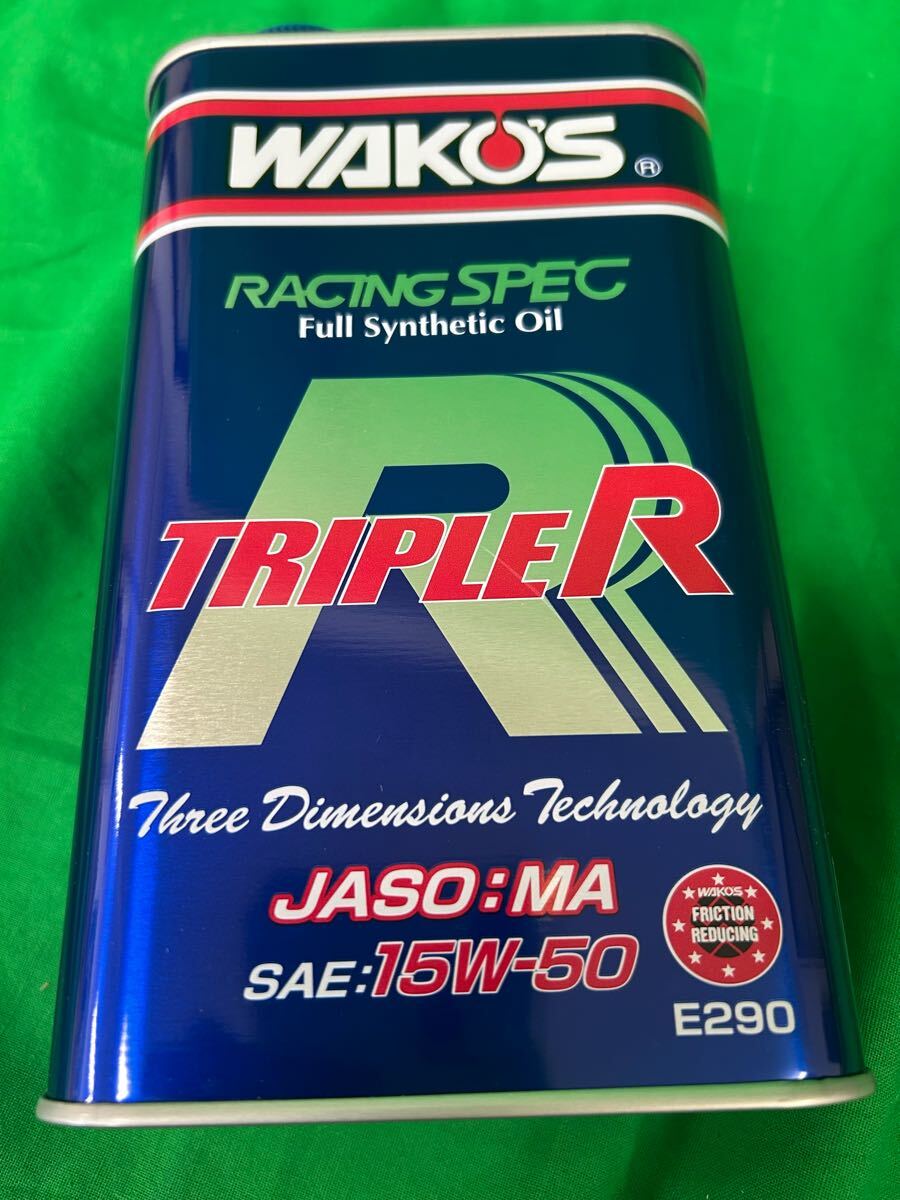 WAKO'S ®
RACING SPEC
Full Synthetic Oil
R
TRIPLE R
Three Dimensions Technology
JASO:MA
SAE:15W-50
WAKO'S
FRICTION
REDUCING
E290